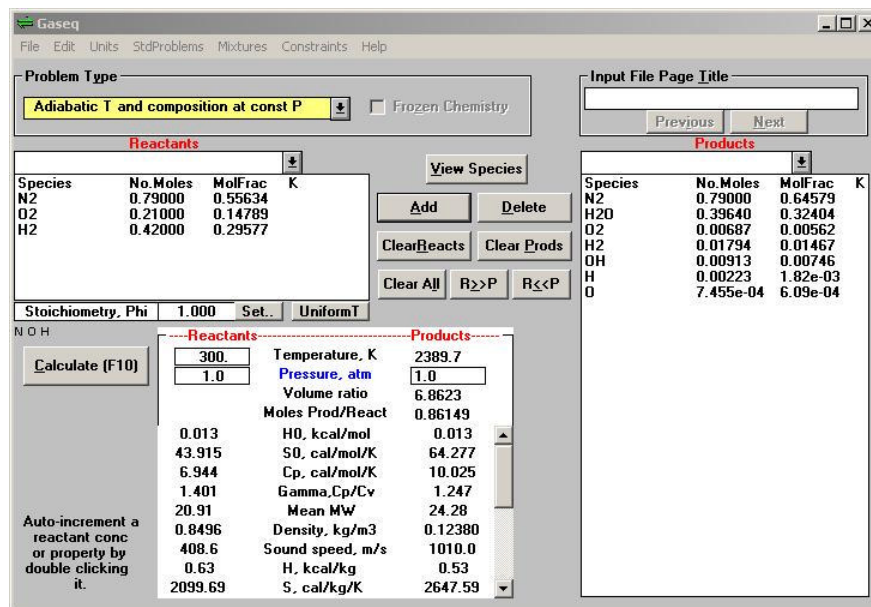 Gaseq
File Edit Units StdProblems Mixtures Constraints Help
Problem Type
Adiabatic T and composition at const P
Frozen Chemistry
Input File Page Title
Previous Next
Reactants
Species No.Moles MolFrac K
N2 0.79000 0.55634
O2 0.21000 0.14789
H2 0.42000 0.29577
Stoichiometry, Phi 1.000 Set.. UniformT
View Species
Add Delete
ClearReacts Clear Prods
Clear All R>>P R<<P
Products
Species No.Moles MolFrac K
N2 0.79000 0.64579
H2O 0.39640 0.32404
O2 0.00687 0.00562
H2 0.01794 0.01467
OH 0.00913 0.00746
H 0.00223 1.82e-03
O 7.455e-04 6.09e-04
N O H
Calculate (F10)
----Reactants----Products----
300. Temperature, K 2389.7
1.0 Pressure, atm 1.0
Volume ratio 6.8623
Moles Prod/React 0.86149
0.013 H0, kcal/mol 0.013
43.915 S0, cal/mol/K 64.277
6.944 Cp, cal/mol/K 10.025
1.401 Gamma,Cp/Cv 1.247
20.91 Mean MW 24.28
0.8496 Density, kg/m3 0.12380
408.6 Sound speed, m/s 1010.0
0.63 H, kcal/kg 0.53
2099.69 S, cal/kg/K 2647.59
Auto-increment a
reactant conc
or property by
double clicking
it.